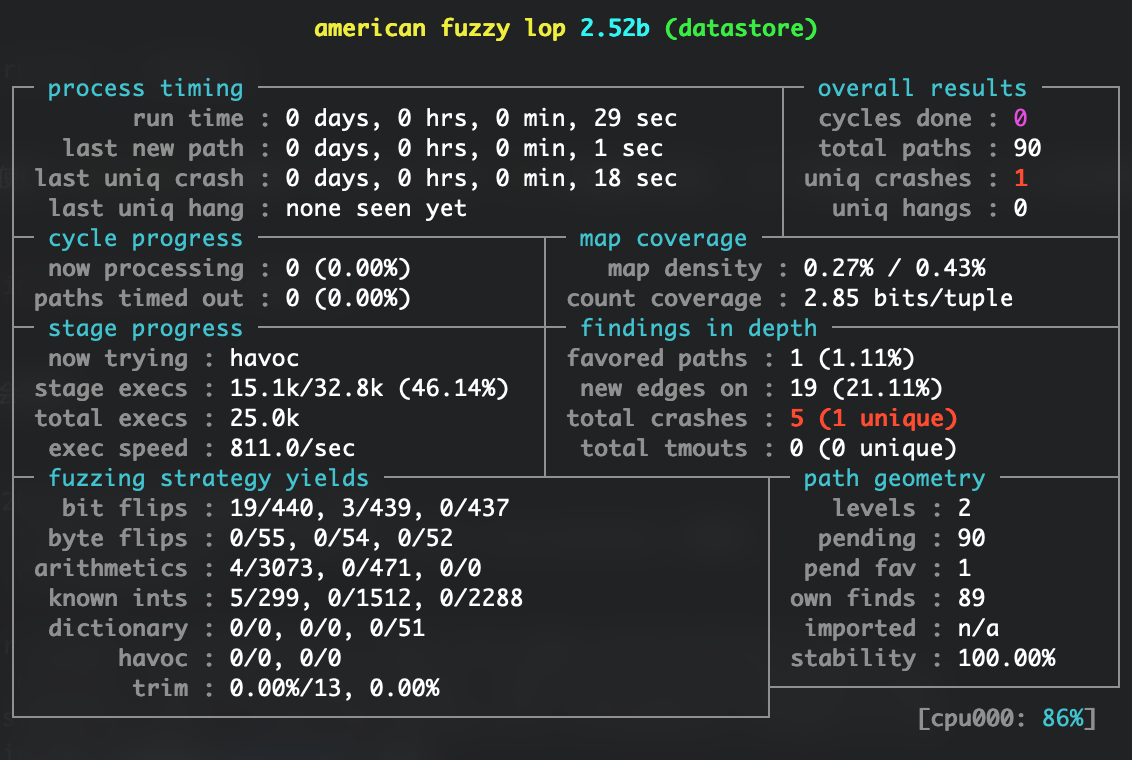 american fuzzy lop 2.52b (datastore)
process timing
run time : 0 days, 0 hrs, 0 min, 29 sec
last new path : 0 days, 0 hrs, 0 min, 1 sec
last uniq crash : 0 days, 0 hrs, 0 min, 18 sec
last uniq hang : none seen yet
overall results
cycles done : 0
total paths : 90
uniq crashes : 1
uniq hangs : 0
cycle progress
now processing : 0 (0.00%)
paths timed out : 0 (0.00%)
map coverage
map density : 0.27% / 0.43%
count coverage : 2.85 bits/tuple
stage progress
now trying : havoc
stage execs : 15.1k/32.8k (46.14%)
total execs : 25.0k
exec speed : 811.0/sec
findings in depth
favored paths : 1 (1.11%)
new edges on : 19 (21.11%)
total crashes : 5 (1 unique)
total tmouts : 0 (0 unique)
fuzzing strategy yields
bit flips : 19/440, 3/439, 0/437
byte flips : 0/55, 0/54, 0/52
arithmetics : 4/3073, 0/471, 0/0
known ints : 5/299, 0/1512, 0/2288
dictionary : 0/0, 0/0, 0/51
havoc : 0/0, 0/0
trim : 0.00%/13, 0.00%
path geometry
levels : 2
pending : 90
pend fav : 1
own finds : 89
imported : n/a
stability : 100.00%
[cpu000: 86%]